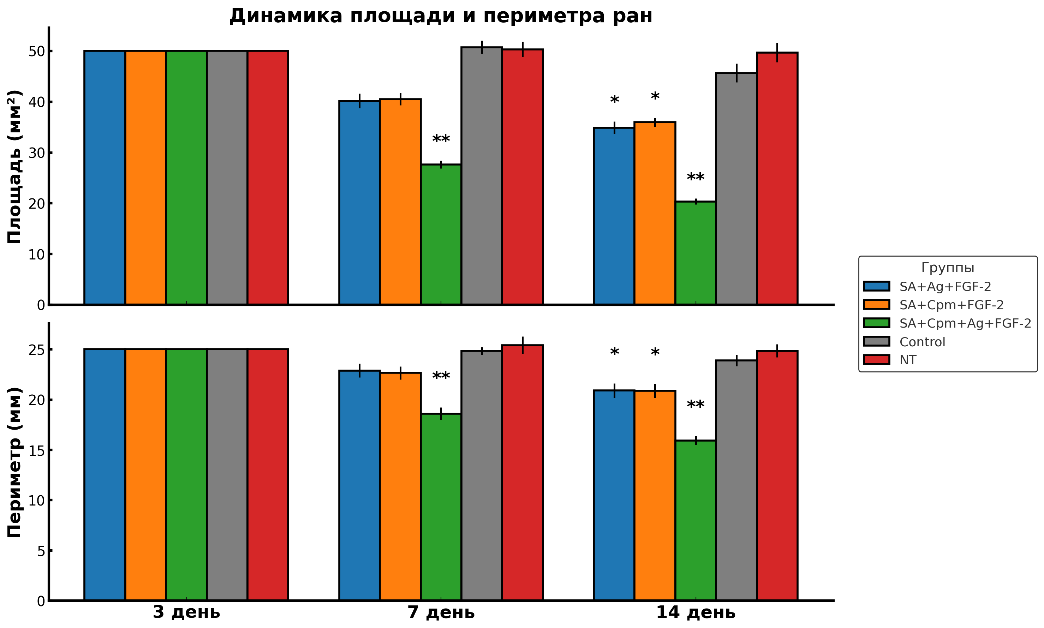 Динамика площади и периметра ран
Площадь (мм²)
50
40
30
20
10
0
* * **
**
Периметр (мм)
25
20
15
10
5
0
* * **
**
3 день 7 день 14 день
Группы
SA+Ag+FGF-2
SA+Cpm+FGF-2
SA+Cpm+Ag+FGF-2
Control
NT